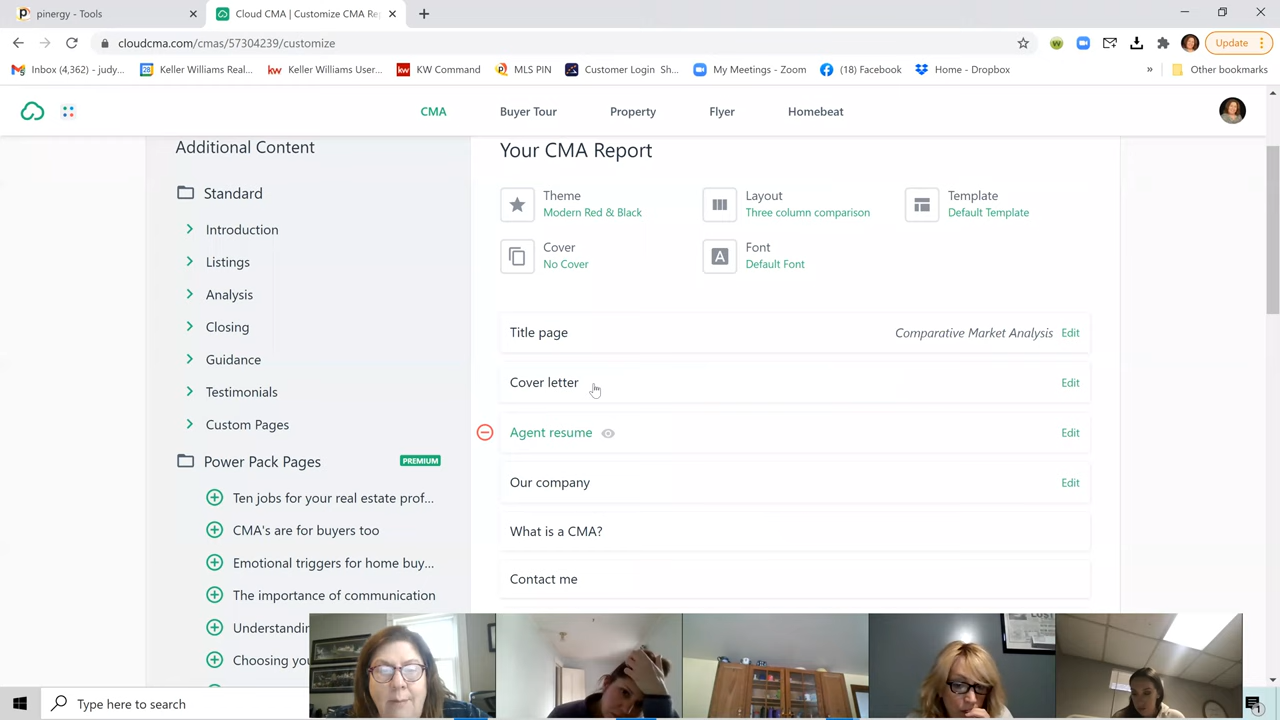 pinergy - Tools
Cloud CMA | Customize CMA Re
cloudcma.com/cmas/57304239/customize
Update
Inbox (4,362) - judy...
Keller Williams Real...
Keller Williams User...
KW Command
MLS PIN
Customer Login Sh...
My Meetings - Zoom
(18) Facebook
Home - Dropbox
»
Other bookmarks
CMA
Buyer Tour
Property
Flyer
Homebeat
Additional Content
Standard
Introduction
Listings
Analysis
Closing
Guidance
Testimonials
Custom Pages
Power Pack Pages
PREMIUM
Ten jobs for your real estate prof...
CMA's are for buyers too
Emotional triggers for home buy...
The importance of communication
Understandin
Choosing you
Your CMA Report
Theme
Modern Red & Black
Layout
Three column comparison
Template
Default Template
Cover
No Cover
Font
Default Font
Title page
Comparative Market Analysis Edit
Cover letter
Edit
Agent resume
Edit
Our company
Edit
What is a CMA?
Contact me
Type here to search
1